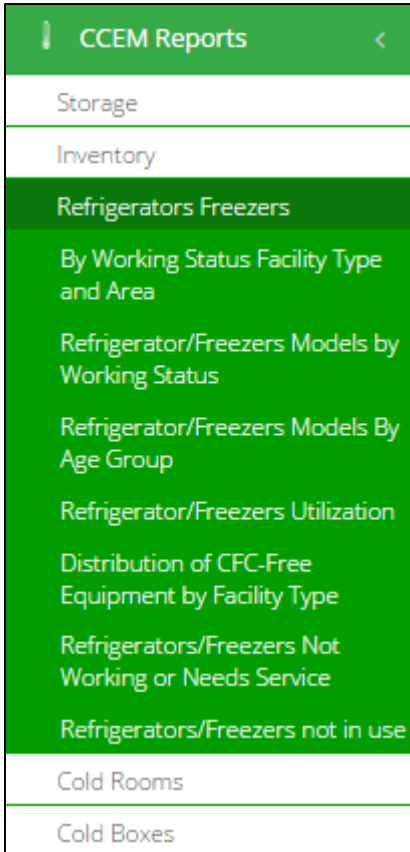 CCEM Reports
Storage
Inventory
Refrigerators Freezers
By Working Status Facility Type
and Area
Refrigerator/Freezers Models by
Working Status
Refrigerator/Freezers Models By
Age Group
Refrigerator/Freezers Utilization
Distribution of CFC-Free
Equipment by Facility Type
Refrigerators/Freezers Not
Working or Needs Service
Refrigerators/Freezers not in use
Cold Rooms
Cold Boxes